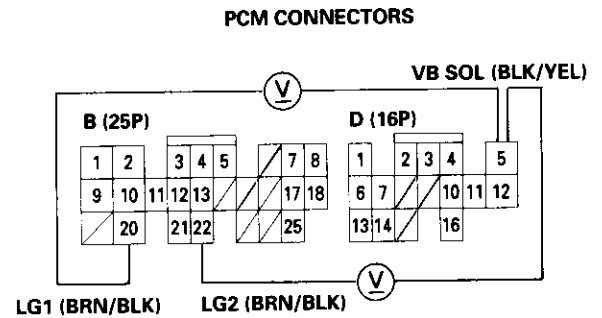 PCM CONNECTORS
V
VB SOL (BLK/YEL)
B (25P)
D (16P)
1 2 3 4 5 7 8
1 2 3 4 5
9 10 11 12 13 17 18
6 7 10 11 12
20 21 22 25
13 14 16
V
LG1 (BRN/BLK)
LG2 (BRN/BLK)